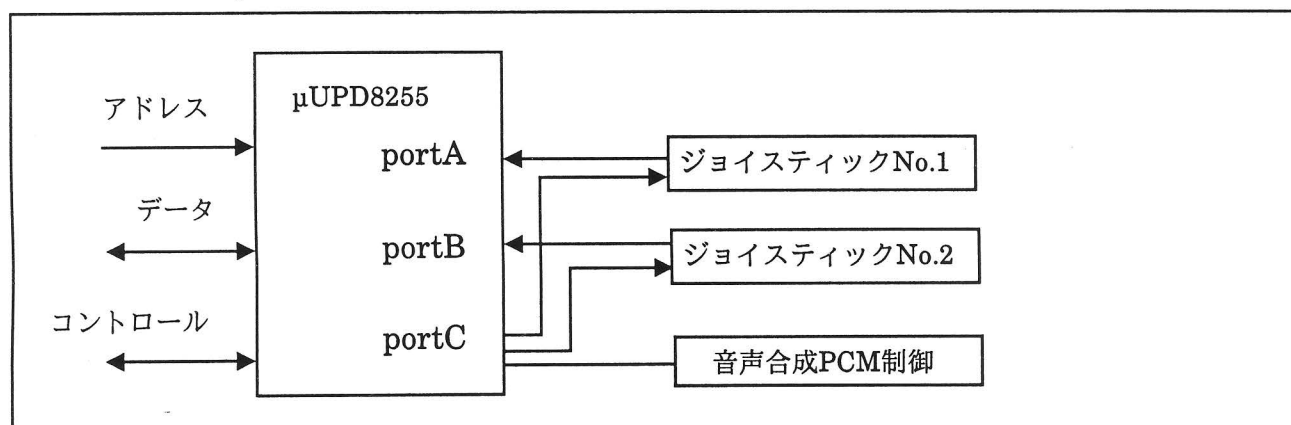 μUPD8255
アドレス
portA
ジョイスティックNo.1
データ
portB
ジョイスティックNo.2
コントロール
portC
音声合成PCM制御